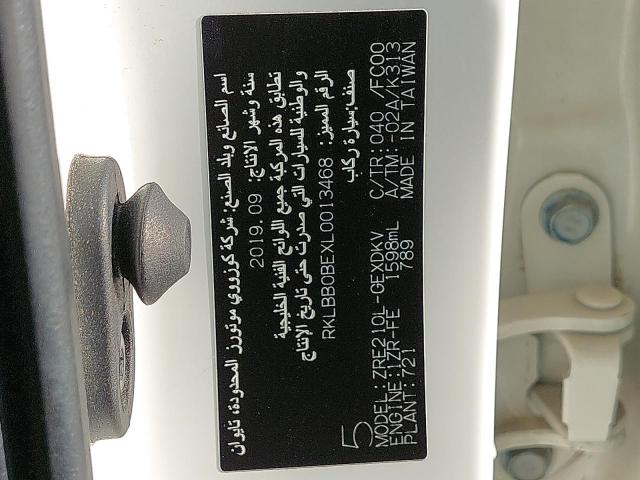 اسم الصانع وبلد الصنع: شركة كوزووي موتورز المحدودة، تايوان
سنة وشهر الإنتاج: 2019.09
تطابق هذه المركبة جميع اللوائح الفنية الخليجية
والوطنية للسيارات التي صدرت حتى تاريخ الإنتاج
الرقم المميز: RKLBB0BEXL0013468
صنف:سيارة ركاب
5
MODEL:ZRE210L-GEXDKV C/TR:040 /FC00
ENGINE:1ZR-FE 1598mL A/TM:-02A/K313
PLANT:721 789 MADE IN TAIWAN